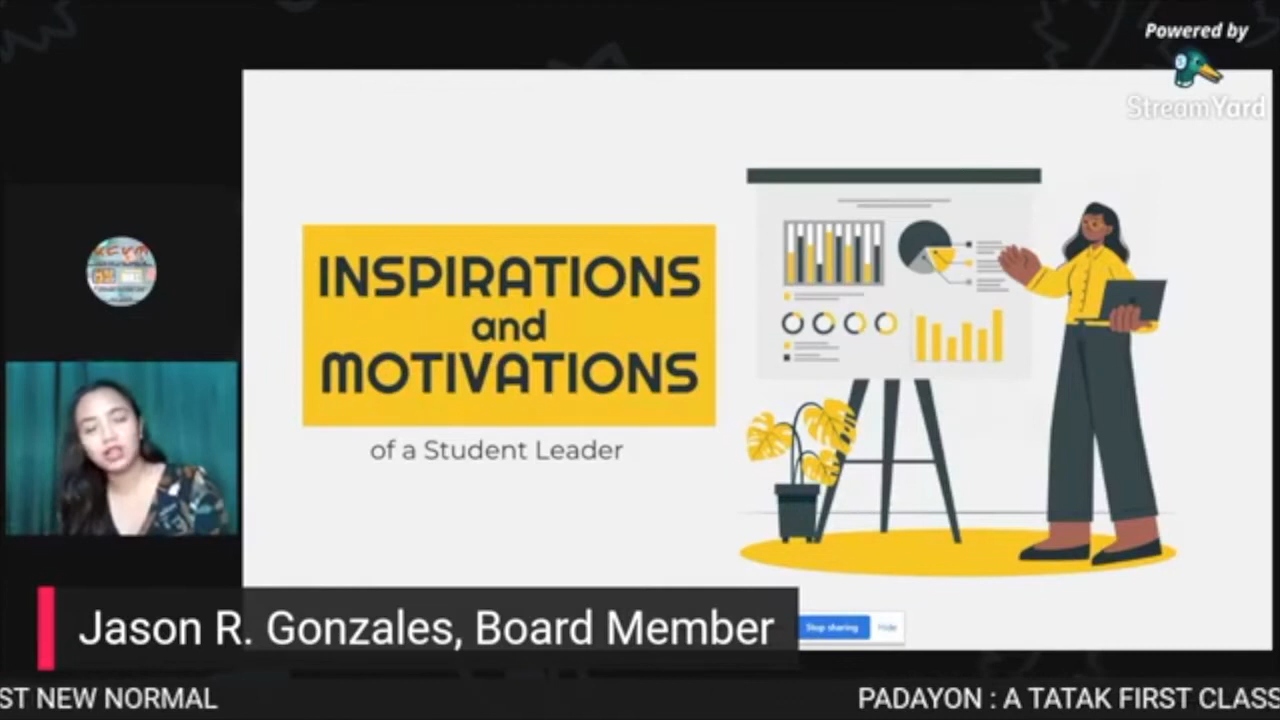 Powered by
StreamYard
INSPIRATIONS
and
MOTIVATIONS
of a Student Leader
Jason R. Gonzales, Board Member
Stop sharing Hide
ST NEW NORMAL PADAYON : A TATAK FIRST CLASS